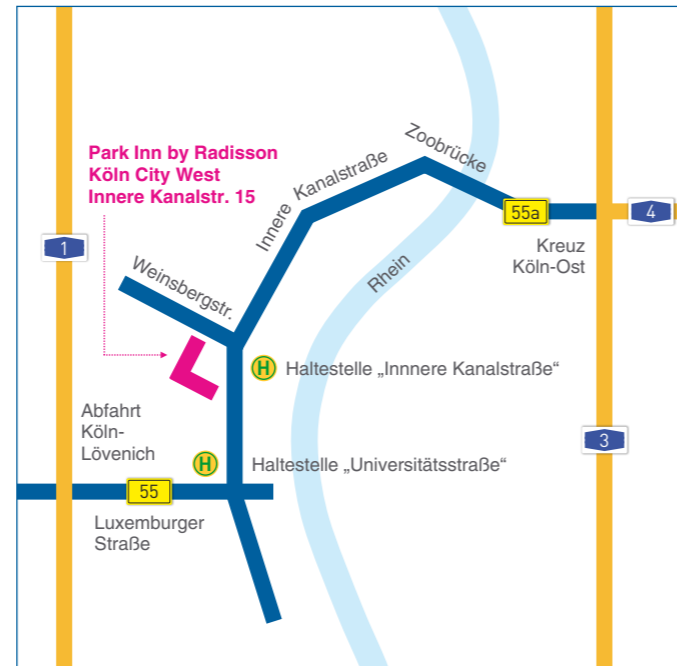 Zoobrücke
Park Inn by Radisson
Köln City West
Innere Kanalstr. 15
Innere Kanalstraße
55a
4
1
Kreuz
Köln-Ost
Weinsbergstr.
Rhein
H Haltestelle „Innnere Kanalstraße“
Abfahrt
Köln-
Lövenich
3
H Haltestelle „Universitätsstraße“
55
Luxemburger
Straße